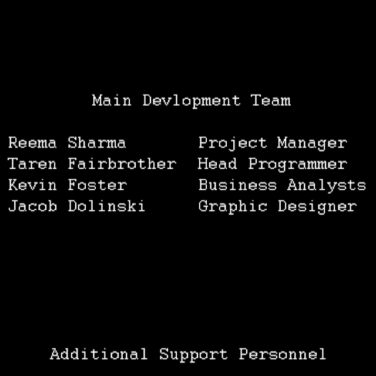 Main Devlopment Team
Reema Sharma Project Manager
Taren Fairbrother Head Programmer
Kevin Foster Business Analysts
Jacob Dolinski Graphic Designer
Additional Support Personnel